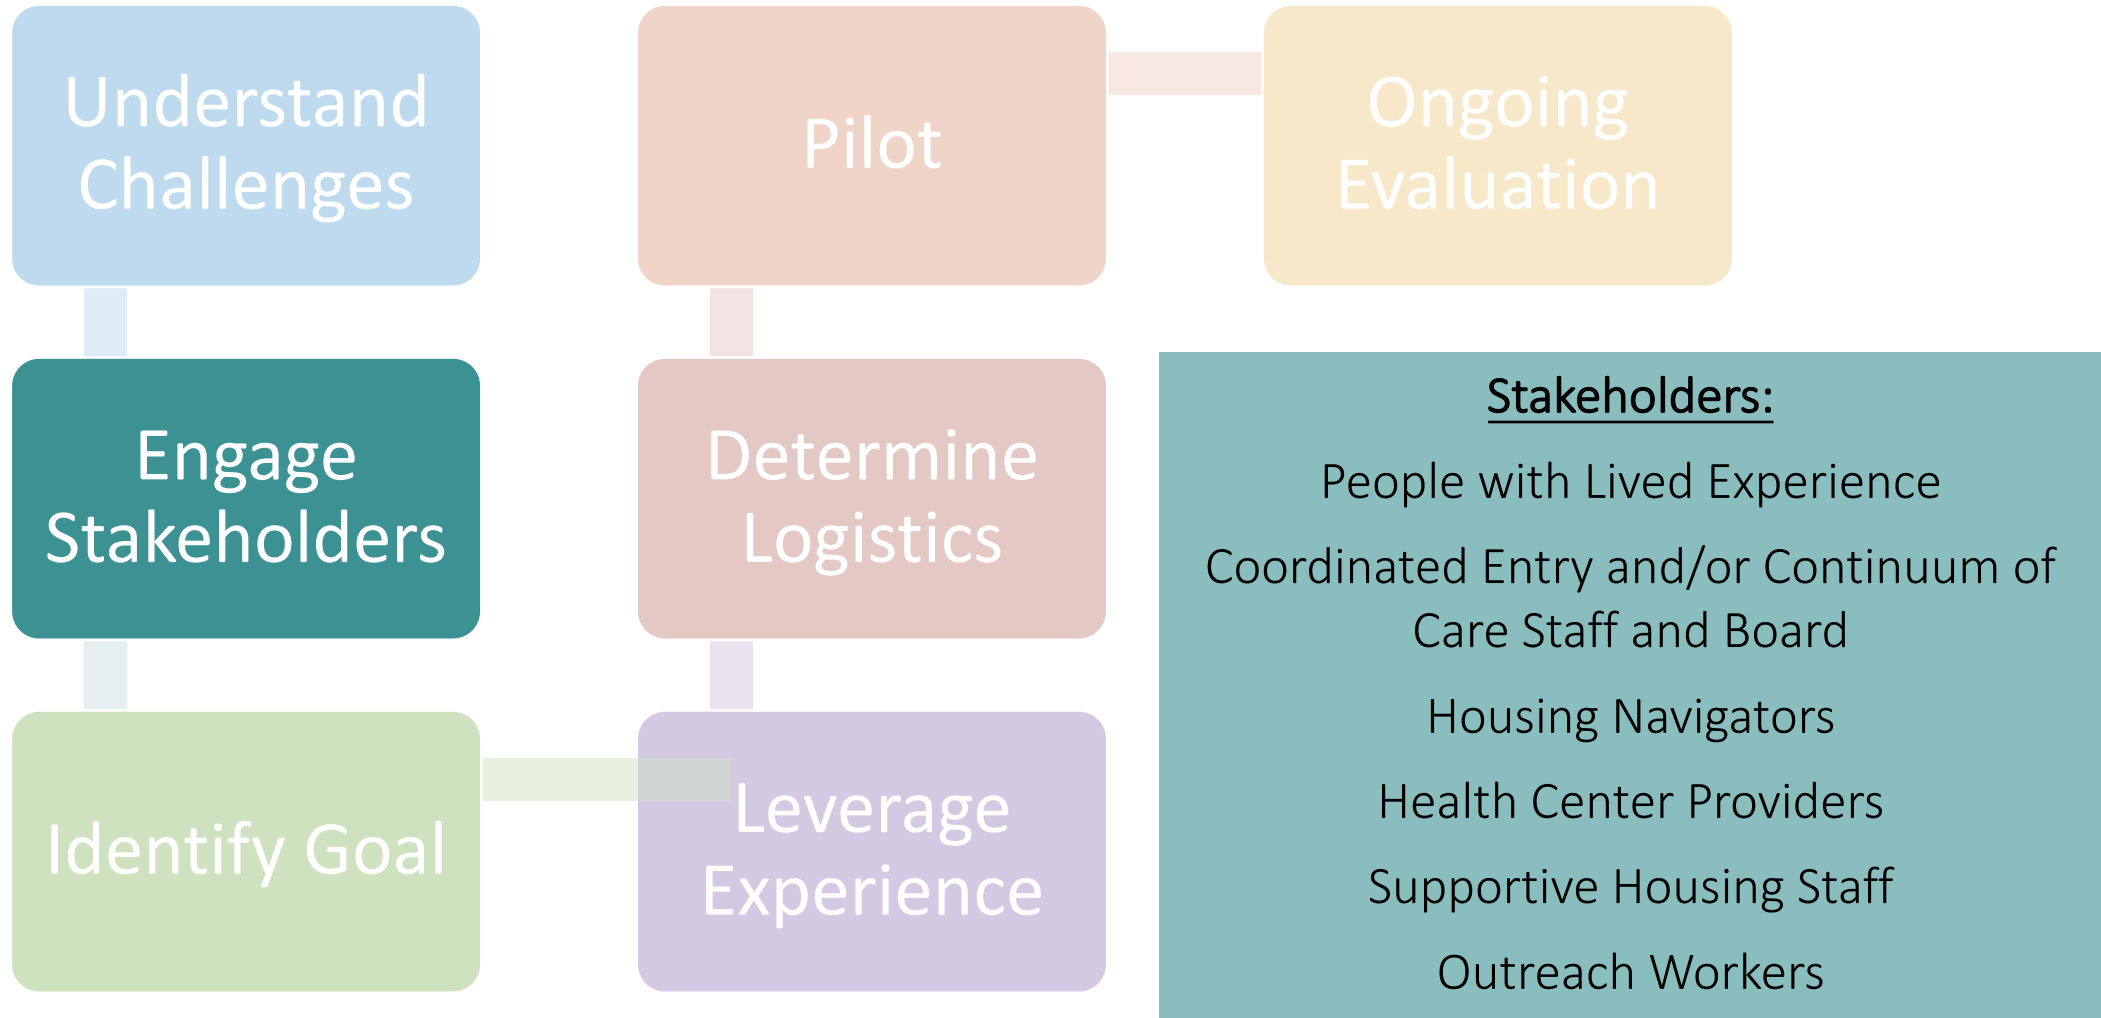 Understand
Challenges
Engage
Stakeholders
Identify Goal
Leverage
Experience
Determine
Logistics
Pilot
Ongoing
Evaluation
Stakeholders:
People with Lived Experience
Coordinated Entry and/or Continuum of
Care Staff and Board
Housing Navigators
Health Center Providers
Supportive Housing Staff
Outreach Workers